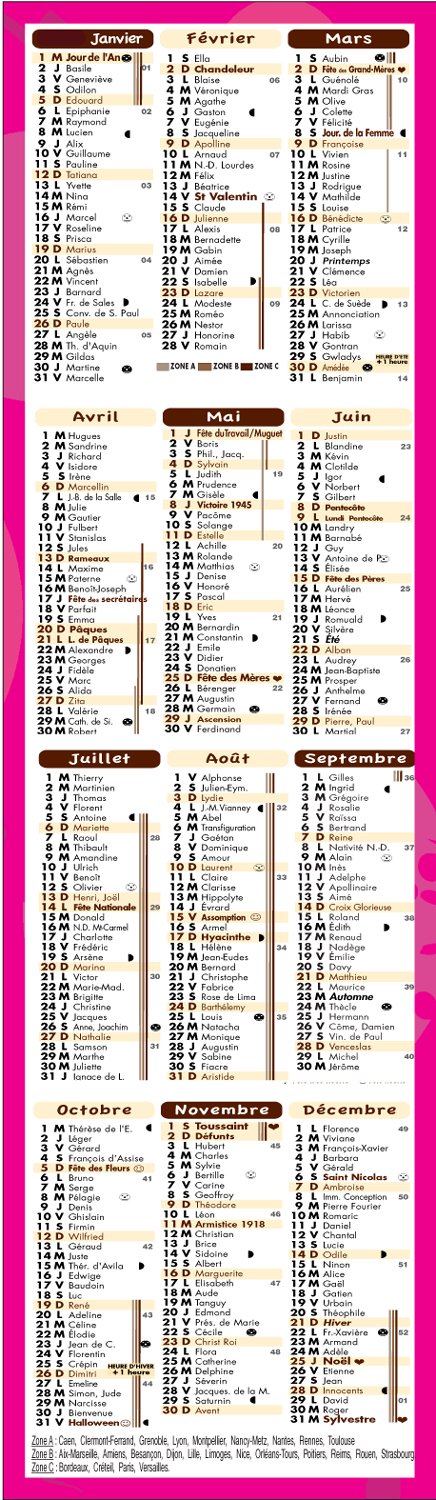 Janvier
1 M Jour de l'An
2 J Basile 01
3 V Geneviève
4 S Odilon
5 D Edouard
6 L Epiphanie 02
7 M Raymond
8 M Lucien
9 J Alix
10 V Guillaume
11 S Pauline
12 D Tatiana
13 L Yvette 03
14 M Nina
15 M Rémi
16 J Marcel
17 V Roseline
18 S Prisca
19 D Marius
20 L Sébastien 04
21 M Agnès
22 M Vincent
23 J Barnard
24 V Fr. de Sales
25 S Conv. de S. Paul
26 D Paule
27 L Angèle 05
28 M Th. d'Aquin
29 M Gildas
30 J Martine
31 V Marcelle
Février
1 S Ella
2 D Chandeleur
3 L Blaise 06
4 M Véronique
5 M Agathe
6 J Gaston
7 V Eugénie
8 S Jacqueline
9 D Apolline
10 L Arnaud 07
11 M N.-D. Lourdes
12 M Félix
13 J Béatrice
14 V St Valentin
15 S Claude
16 D Julienne
17 L Alexis 08
18 M Bernadette
19 M Gabin
20 J Aimée
21 V Damien
22 S Isabelle
23 D Lazare
24 L Modeste 09
25 M Roméo
26 M Nestor
27 J Honorine
28 V Romain
ZONE A ZONE B ZONE C
Mars
1 S Aubin
2 D Fête des Grand-Mères
3 L Guénolé 10
4 M Mardi Gras
5 M Olive
6 J Colette
7 V Félicité
8 S Jour. de la Femme
9 D Françoise
10 L Vivien 11
11 M Rosine
12 M Justine
13 J Rodrigue
14 V Mathilde
15 S Louise
16 D Bénédicte
17 L Patrice 12
18 M Cyrille
19 M Joseph
20 J Printemps
21 V Clémence
22 S Léa
23 D Victorien
24 L C. de Suède 13
25 M Annonciation
26 M Larissa
27 J Habib
28 V Gontran
29 S Gwladys HEURE D'ETE
30 D Amédée +1 heure
31 L Benjamin 14
Avril
1 M Hugues
2 M Sandrine
3 J Richard
4 V Isidore
5 S Irène
6 D Marcellin
7 L J.-B. de la Salle 15
8 M Julie
9 M Gautier
10 J Fulbert
11 V Stanislas
12 S Jules
13 D Rameaux
14 L Maxime 16
15 M Paterne
16 M Benoît-Joseph
17 J Fête des secrétaires
18 V Parfait
19 S Emma
20 D Pâques
21 L L. de Pâques 17
22 M Alexandre
23 M Georges
24 J Fidèle
25 V Marc
26 S Alida
27 D Zita
28 L Valérie 18
29 M Cath. de Si.
30 M Robert
Mai
1 J Fête du Travail/Muguet
2 V Boris
3 S Phil., Jacq.
4 D Sylvain
5 L Judith 19
6 M Prudence
7 M Gisèle
8 J Victoire 1945
9 V Pacôme
10 S Solange
11 D Estelle
12 L Achille 20
13 M Rolande
14 M Matthias
15 J Denise
16 V Honoré
17 S Pascal
18 D Eric
19 L Yves 21
20 M Bernardin
21 M Constantin
22 J Emile
23 V Didier
24 S Donatien
25 D Fête des Mères
26 L Bérenger 22
27 M Augustin
28 M Germain
29 J Ascension
30 V Ferdinand
Juin
1 D Justin
2 L Blandine 23
3 M Kévin
4 M Clotilde
5 J Igor
6 V Norbert
7 S Gilbert
8 D Pentecôte
9 L Lundi Pentecôte 24
10 M Landry
11 M Barnabé
12 J Guy
13 V Antoine de P.
14 S Élisée
15 D Fête des Pères
16 L Aurélien 25
17 M Hervé
18 M Léonce
19 J Romuald
20 V Silvère
21 S Été
22 D Alban
23 L Audrey 26
24 M Jean-Baptiste
25 M Prosper
26 J Anthelme
27 V Fernand
28 S Irénée
29 D Pierre, Paul
30 L Martial 27
Juillet
1 M Thierry
2 M Martinien
3 J Thomas
4 V Florent
5 S Antoine
6 D Mariette
7 L Raoul 28
8 M Thibault
9 M Amandine
10 J Ulrich
11 V Benoît
12 S Olivier
13 D Henri, Joël
14 L Fête Nationale 29
15 M Donald
16 M N.D. Mt-Carmel
17 J Charlotte
18 V Frédéric
19 S Arsène
20 D Marina
21 L Victor 30
22 M Marie-Mad.
23 M Brigitte
24 J Christine
25 V Jacques
26 S Anne, Joachim
27 D Nathalie
28 L Samson 31
29 M Marthe
30 M Juliette
31 J Ignace de L.
Août
1 V Alphonse
2 S Julien-Eym.
3 D Lydie
4 L J.-M.Vianney 32
5 M Abel
6 M Transfiguration
7 J Gaétan
8 V Dominique
9 S Amour
10 D Laurent
11 L Claire 33
12 M Clarisse
13 M Hippolyte
14 J Évrard
15 V Assomption
16 S Armel
17 D Hyacinthe
18 L Hélène 34
19 M Jean-Eudes
20 M Bernard
21 J Christophe
22 V Fabrice
23 S Rose de Lima
24 D Barthélemy
25 L Louis 35
26 M Natacha
27 M Monique
28 J Augustin
29 V Sabine
30 S Fiacre
31 D Aristide
Septembre
1 L Gilles 36
2 M Ingrid
3 M Grégoire
4 J Rosalie
5 V Raïssa
6 S Bertrand
7 D Reine
8 L Nativité N.-D. 37
9 M Alain
10 M Inès
11 J Adelphe
12 V Apollinaire
13 S Aimé
14 D Croix Glorieuse
15 L Roland 38
16 M Édith
17 M Renaud
18 J Nadège
19 V Émilie
20 S Davy
21 D Matthieu
22 L Maurice 39
23 M Automne
24 M Thècle
25 J Hermann
26 V Côme, Damien
27 S Vin. de Paul
28 D Venceslas
29 L Michel 40
30 M Jérôme
Octobre
1 M Thérèse de l'E.
2 J Léger
3 V Gérard
4 S François d'Assise
5 D Fête des Fleurs
6 L Bruno 41
7 M Serge
8 M Pélagie
9 J Denis
10 V Ghislain
11 S Firmin
12 D Wilfried
13 L Géraud 42
14 M Juste
15 M Thér. d'Avila
16 J Edwige
17 V Baudoin
18 S Luc
19 D René
20 L Adeline 43
21 M Céline
22 M Élodie
23 J Jean de C.
24 V Florentin
25 S Crépin HEURE D'HIVER
26 D Dimitri +1 heure
27 L Emeline 44
28 M Simon, Jude
29 M Narcisse
30 J Bienvenue
31 V Halloween
Novembre
1 S Toussaint
2 D Défunts
3 L Hubert 45
4 M Charles
5 M Sylvie
6 J Bertille
7 V Carine
8 S Geoffroy
9 D Théodore
10 L Léon 46
11 M Armistice 1918
12 M Christian
13 J Brice
14 V Sidoine
15 S Albert
16 D Marguerite
17 L Elisabeth 47
18 M Aude
19 M Tanguy
20 J Edmond
21 V Prés. de Marie
22 S Cécile
23 D Christ Roi
24 L Flora 48
25 M Catherine
26 M Delphine
27 J Séverin
28 V Jacques. de la M.
29 S Saturnin
30 D Avent
Décembre
1 L Florence 49
2 M Viviane
3 M François-Xavier
4 J Barbara
5 V Gérald
6 S Saint Nicolas
7 D Ambroise
8 L Imm. Conception 50
9 M Pierre Fourier
10 M Romaric
11 J Daniel
12 V Chantal
13 S Lucie
14 D Odile
15 L Ninon 51
16 M Alice
17 M Gaël
18 J Gatien
19 V Urbain
20 S Théophile
21 D Hiver
22 L Fr.-Xavière 52
23 M Armand
24 M Adèle
25 J Noël
26 V Etienne
27 S Jean
28 D Innocents
29 L David 01
30 M Roger
31 M Sylvestre
Zone A : Caen, Clermont-Ferrand, Grenoble, Lyon, Montpellier, Nancy-Metz, Nantes, Rennes, Toulouse
Zone B : Aix-Marseille, Amiens, Besançon, Dijon, Lille, Limoges, Nice, Orléans-Tours, Poitiers, Reims, Rouen, Strasbourg
Zone C : Bordeaux, Créteil, Paris, Versailles.